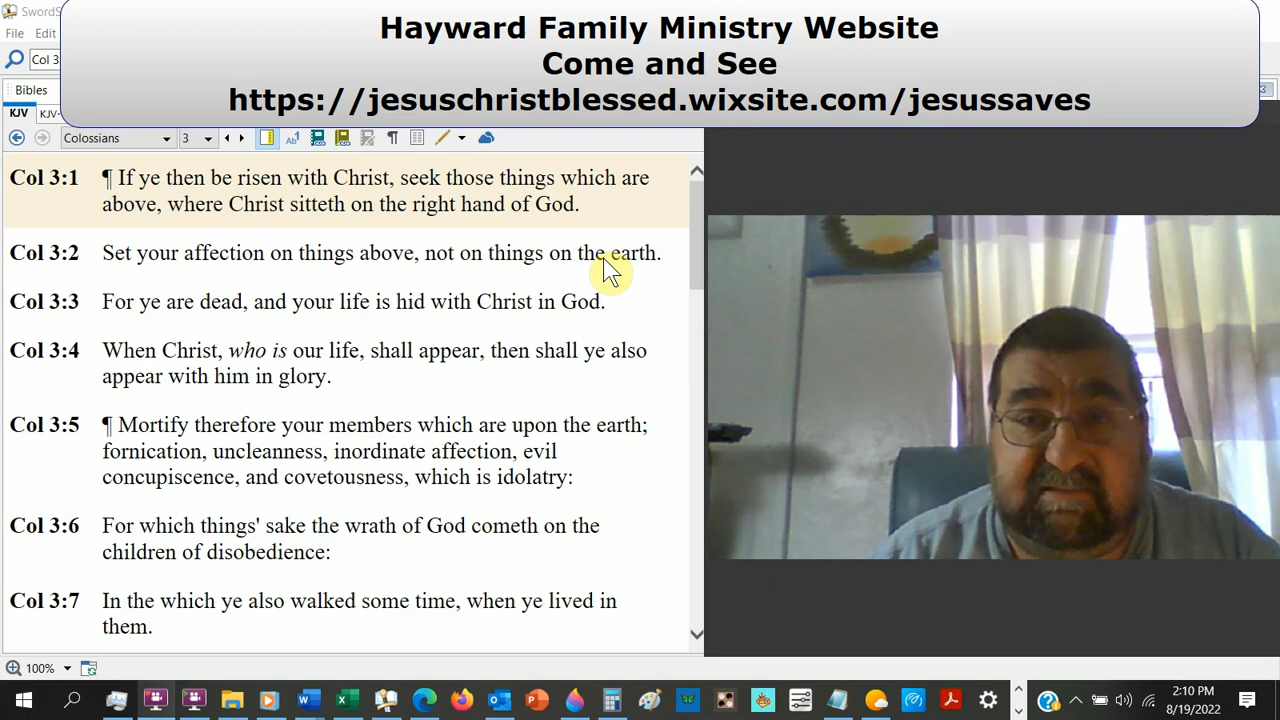 Hayward Family Ministry Website
Come and See
https://jesuschristblessed.wixsite.com/jesussaves
SwordS
File Edit
Col 3
Bibles
KJV KJV-
Colossians 3
Col 3:1 ¶ If ye then be risen with Christ, seek those things which are
above, where Christ sitteth on the right hand of God.
Col 3:2 Set your affection on things above, not on things on the earth.
Col 3:3 For ye are dead, and your life is hid with Christ in God.
Col 3:4 When Christ, who is our life, shall appear, then shall ye also
appear with him in glory.
Col 3:5 ¶ Mortify therefore your members which are upon the earth;
fornication, uncleanness, inordinate affection, evil
concupiscence, and covetousness, which is idolatry:
Col 3:6 For which things' sake the wrath of God cometh on the
children of disobedience:
Col 3:7 In the which ye also walked some time, when ye lived in
them.
100%
2:10 PM
8/19/2022